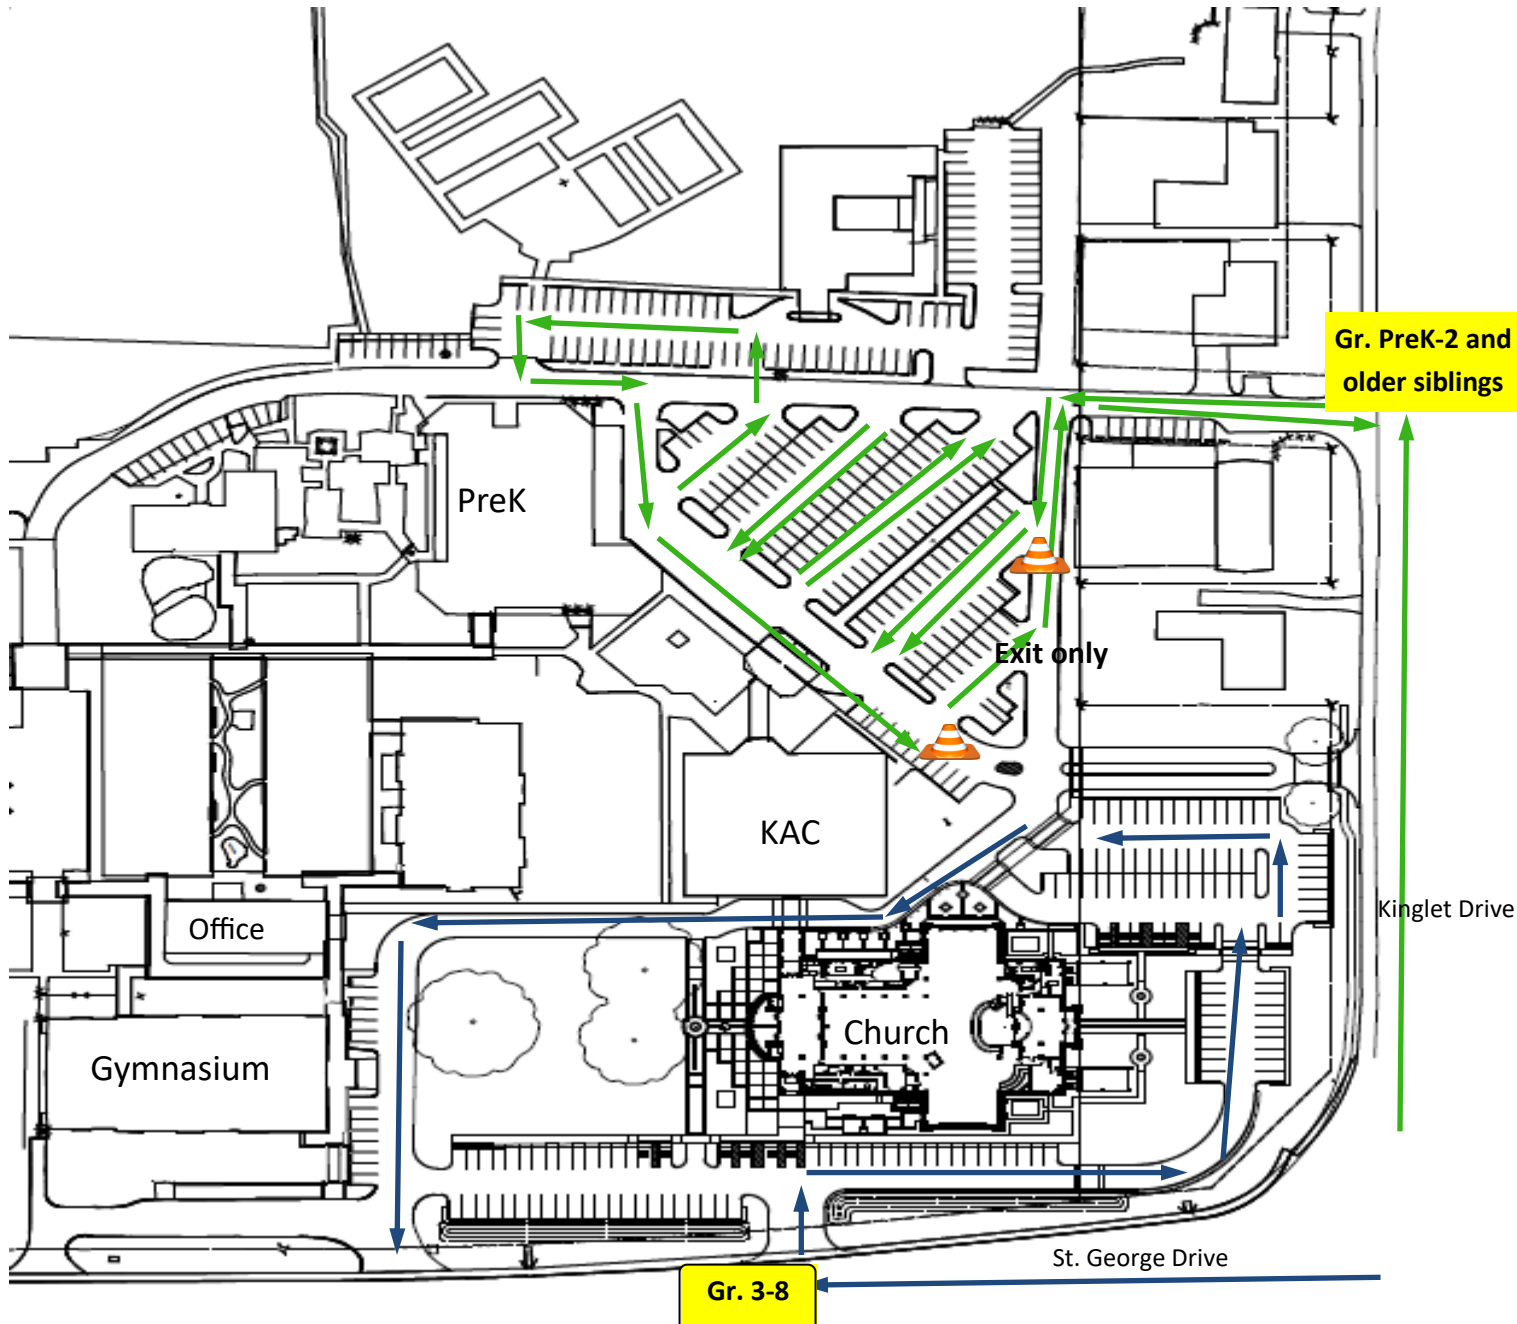 Gr. PreK-2 and
older siblings
PreK
Exit only
KAC
Office
Kinglet Drive
Church
Gymnasium
St. George Drive
Gr. 3-8